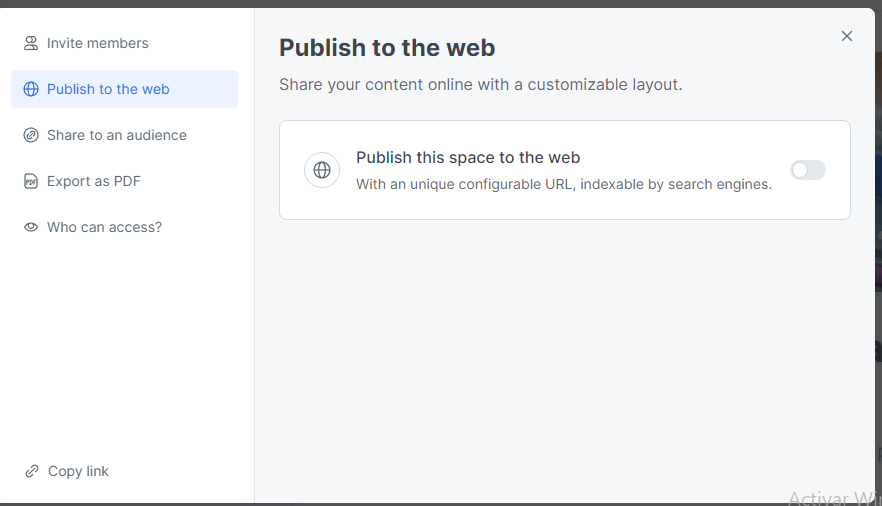 Invite members
Publish to the web
Share to an audience
Export as PDF
Who can access?
Copy link
Publish to the web
Share your content online with a customizable layout.
Publish this space to the web
With an unique configurable URL, indexable by search engines.
Activar